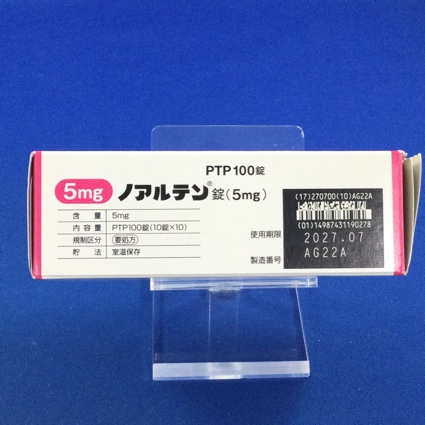 PTP 100錠
5mg ノアルテン®錠(5mg)
含量 5mg
内容量 PTP100錠(10錠×10)
規制区分 要処方
貯法 室温保存
(17)270700(10)AG22A
(01)14987431190278
使用期限 2027.07
製造番号 AG22A